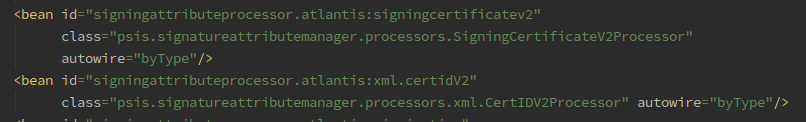 <bean id="signingattributeprocessor.atlantis:signingcertificatev2"
class="psis.signatureattributemanager.processors.SigningCertificateV2Processor"
autowire="byType"/>
<bean id="signingattributeprocessor.atlantis:xml.certidV2"
class="psis.signatureattributemanager.processors.xml.CertIDV2Processor" autowire="byType"/>